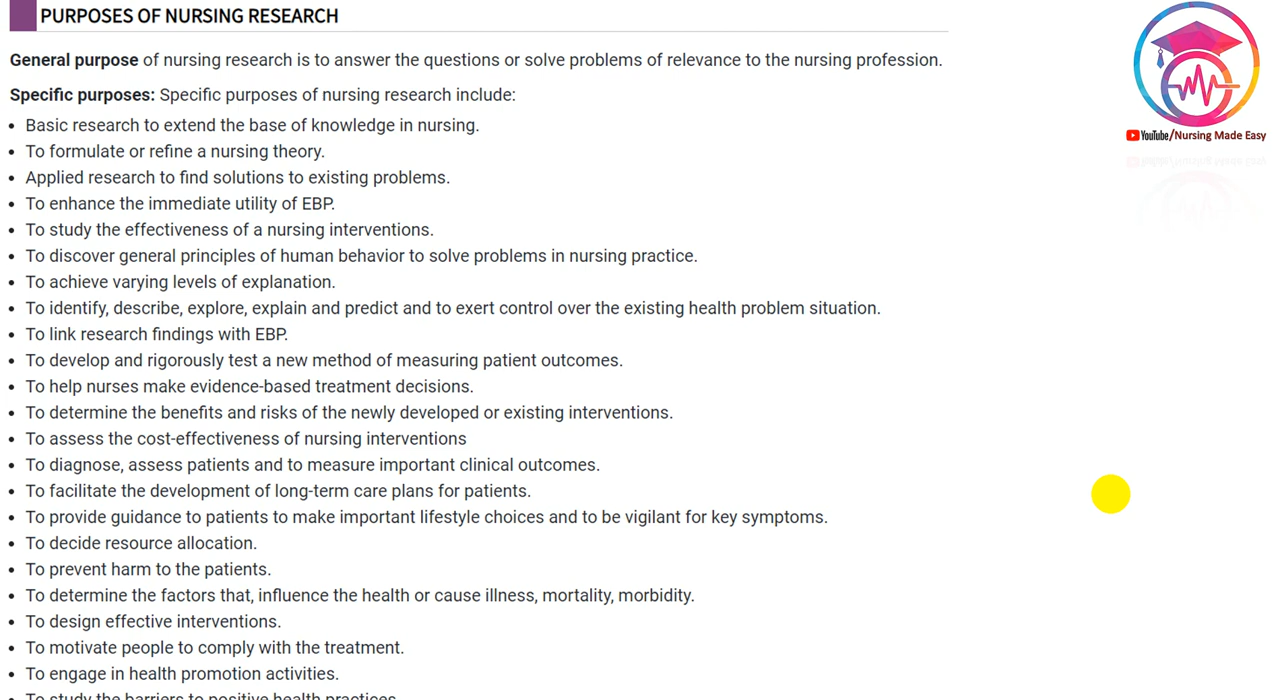 PURPOSES OF NURSING RESEARCH
General purpose of nursing research is to answer the questions or solve problems of relevance to the nursing profession.
Specific purposes: Specific purposes of nursing research include:
• Basic research to extend the base of knowledge in nursing.
• To formulate or refine a nursing theory.
• Applied research to find solutions to existing problems.
• To enhance the immediate utility of EBP.
• To study the effectiveness of a nursing interventions.
• To discover general principles of human behavior to solve problems in nursing practice.
• To achieve varying levels of explanation.
• To identify, describe, explore, explain and predict and to exert control over the existing health problem situation.
• To link research findings with EBP.
• To develop and rigorously test a new method of measuring patient outcomes.
• To help nurses make evidence-based treatment decisions.
• To determine the benefits and risks of the newly developed or existing interventions.
• To assess the cost-effectiveness of nursing interventions
• To diagnose, assess patients and to measure important clinical outcomes.
• To facilitate the development of long-term care plans for patients.
• To provide guidance to patients to make important lifestyle choices and to be vigilant for key symptoms.
• To decide resource allocation.
• To prevent harm to the patients.
• To determine the factors that, influence the health or cause illness, mortality, morbidity.
• To design effective interventions.
• To motivate people to comply with the treatment.
• To engage in health promotion activities.
• To study the barriers to positive health practices
YouTube/Nursing Made Easy